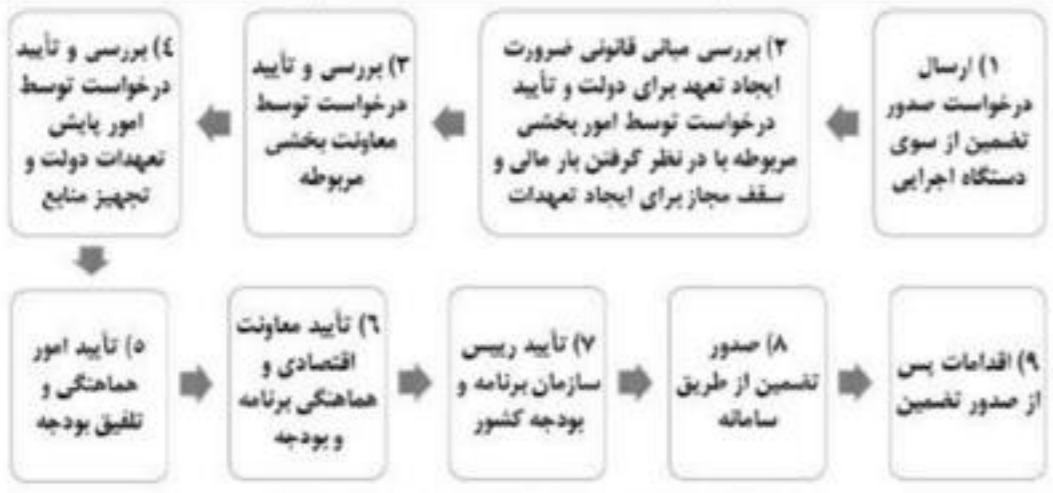 ۱) ارسال
درخواست صدور
تضمین از سوی
دستگاه اجرایی
۲) بررسی مبانی قانونی ضرورت
ایجاد تعهد برای دولت و تأیید
درخواست توسط امور بخشی
مربوطه با در نظر گرفتن بار مالی و
سقف مجاز برای ایجاد تعهدات
۳) بررسی و تأیید
درخواست توسط
معاونت بخشی
مربوطه
٤) بررسی و تأیید
درخواست توسط
امور پایش
تعهدات دولت و
تجهیز منابع
٥) تأیید امور
هماهنگی و
تلفیق بودجه
٦) تأیید معاونت
اقتصادی و
هماهنگی برنامه
و بودجه
۷) تأیید رییس
سازمان برنامه و
بودجه کشور
۸) صدور
تضمین از طریق
سامانه
۹) اقدامات پس
از صدور تضمین